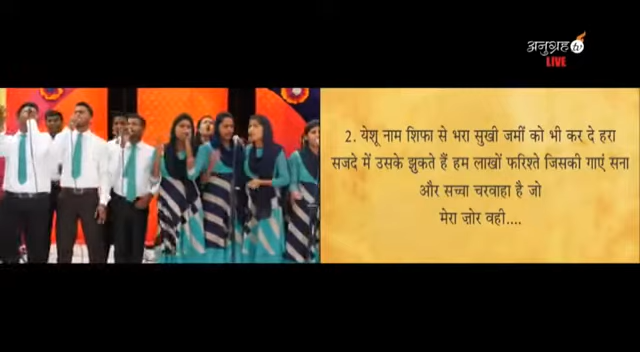 अनुग्रह tv
LIVE
2. येशू नाम शिफा से भरा सुखी जमीं को भी कर दे हरा
सजदे में उसके झुकते हैं हम लाखों फरिश्ते जिसकी गाएं सना
और सच्चा चरवाहा है जो
मेरा ज़ोर वही....